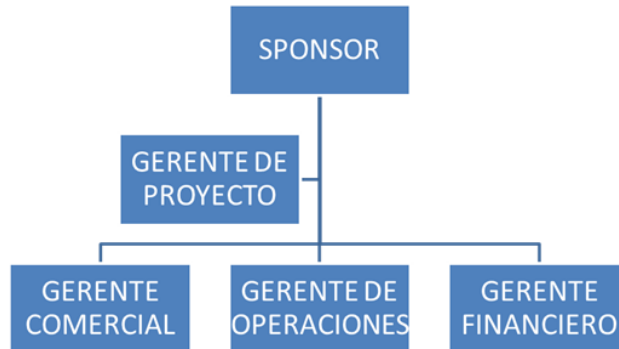 SPONSOR
GERENTE DE
PROYECTO
GERENTE
COMERCIAL
GERENTE DE
OPERACIONES
GERENTE
FINANCIERO